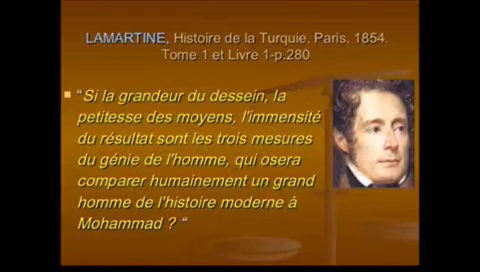 LAMARTINE, Histoire de la Turquie, Paris, 1854.
Tome 1 et Livre 1-p.280
“Si la grandeur du dessein, la
petitesse des moyens, l'immensité
du résultat sont les trois mesures
du génie de l'homme, qui osera
comparer humainement un grand
homme de l'histoire moderne à
Mohammad ? “